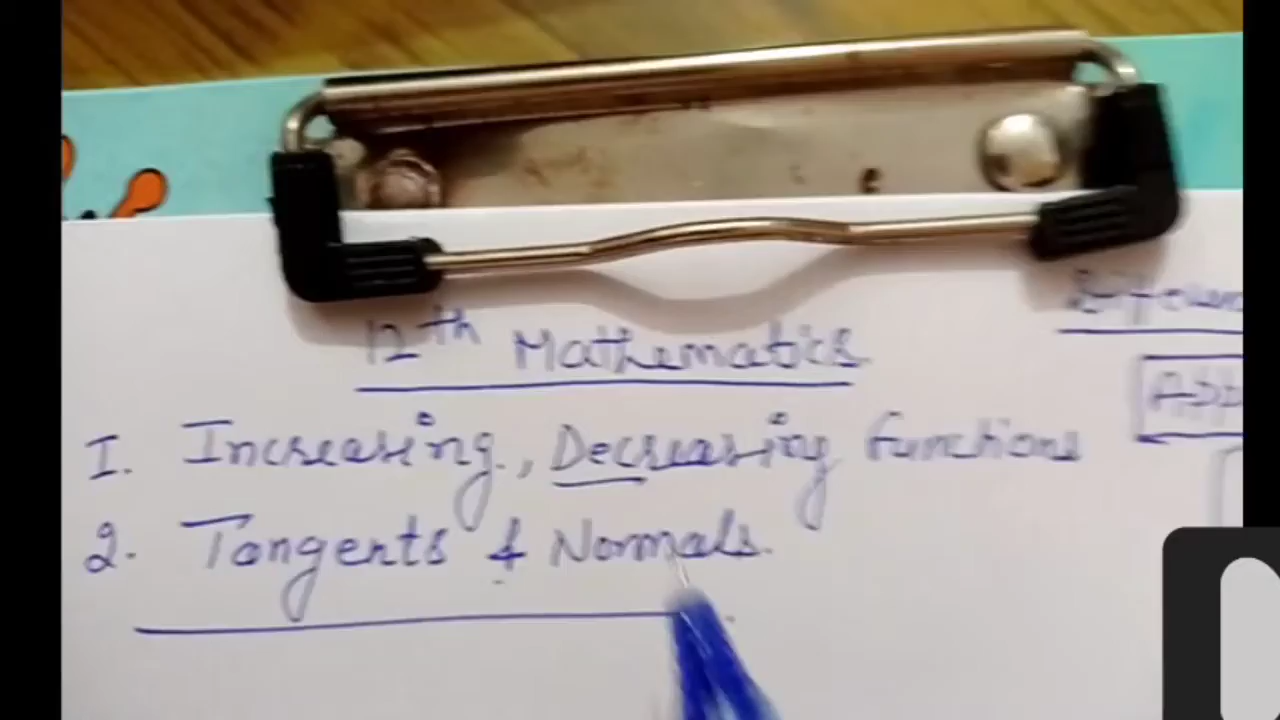 12th Mathematics
1. Increasing, Decreasing functions
2. Tangents & Normals.